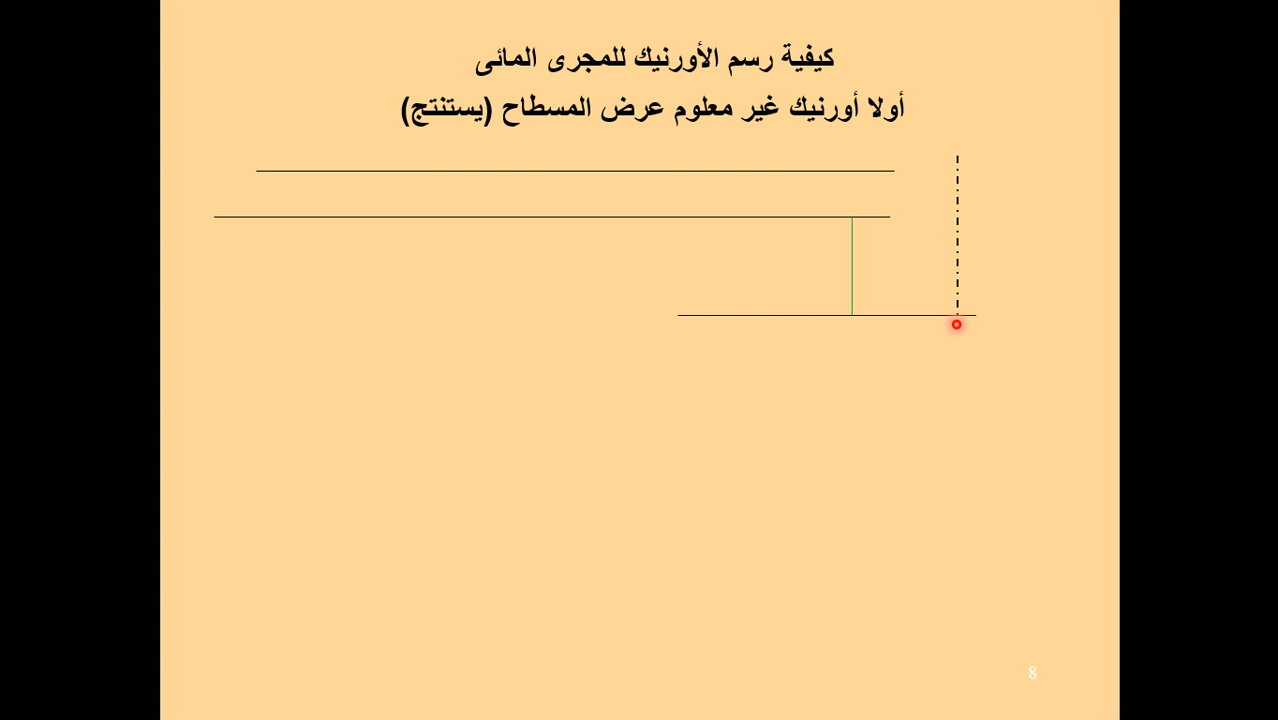 كيفية رسم الأورنيك للمجرى المائى
أولا أورنيك غير معلوم عرض المسطاح (يستنتج)
8